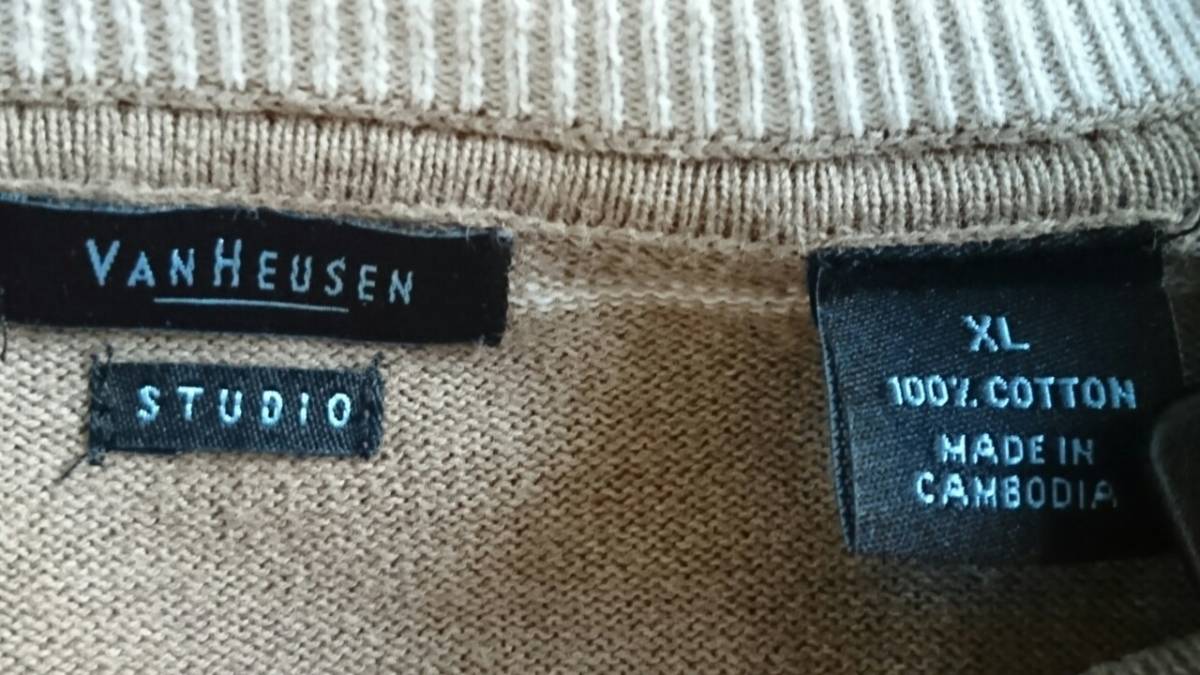 VANHEUSEN
STUDIO
XL
100% COTTON
MADE IN
CAMBODIA